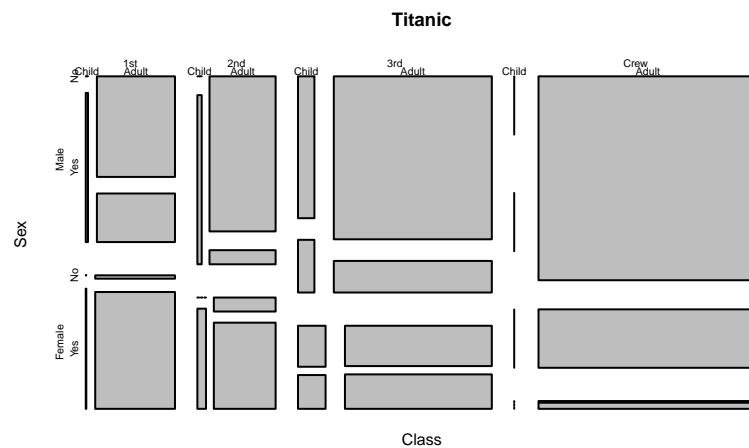 Titanic
1st 2nd 3rd Crew
Child Adult Child Adult Child Adult Child Adult
No
Yes
Male
No
Yes
Female
Sex
Class